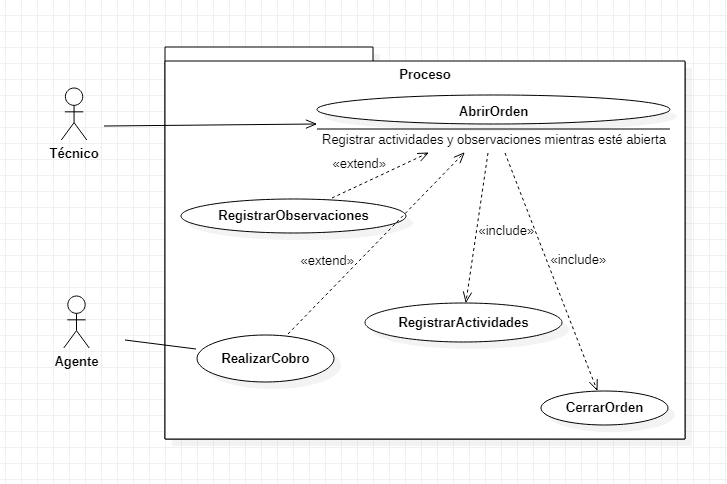 Proceso
AbrirOrden
Registrar actividades y observaciones mientras esté abierta
Técnico
«extend»
RegistrarObservaciones
«include»
«extend»
«include»
RegistrarActividades
Agente
RealizarCobro
CerrarOrden